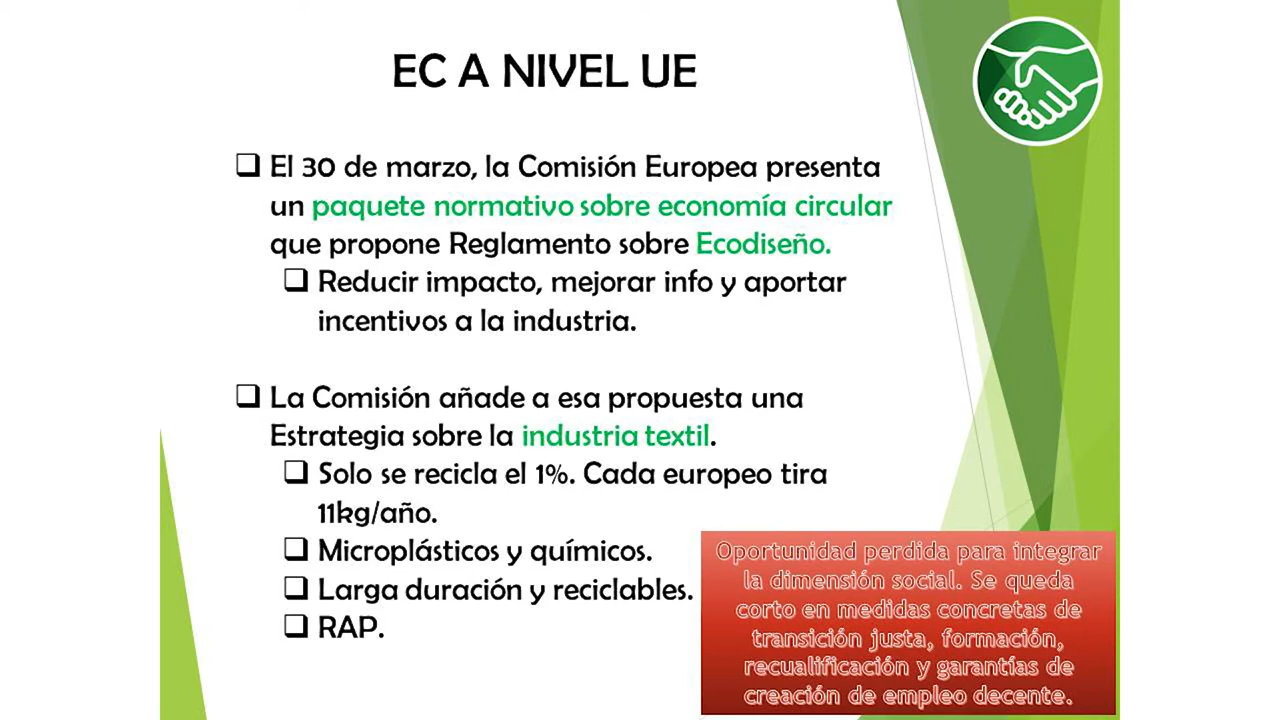 EC A NIVEL UE
❑ El 30 de marzo, la Comisión Europea presenta
un paquete normativo sobre economía circular
que propone Reglamento sobre Ecodiseño.
❑ Reducir impacto, mejorar info y aportar
incentivos a la industria.
❑ La Comisión añade a esa propuesta una
Estrategia sobre la industria textil.
❑ Solo se recicla el 1%. Cada europeo tira
11kg/año.
❑ Microplásticos y químicos.
❑ Larga duración y reciclables.
❑ RAP.
Oportunidad perdida para integrar
la dimensión social. Se queda
corto en medidas concretas de
transición justa, formación,
recualificación y garantías de
creación de empleo decente.